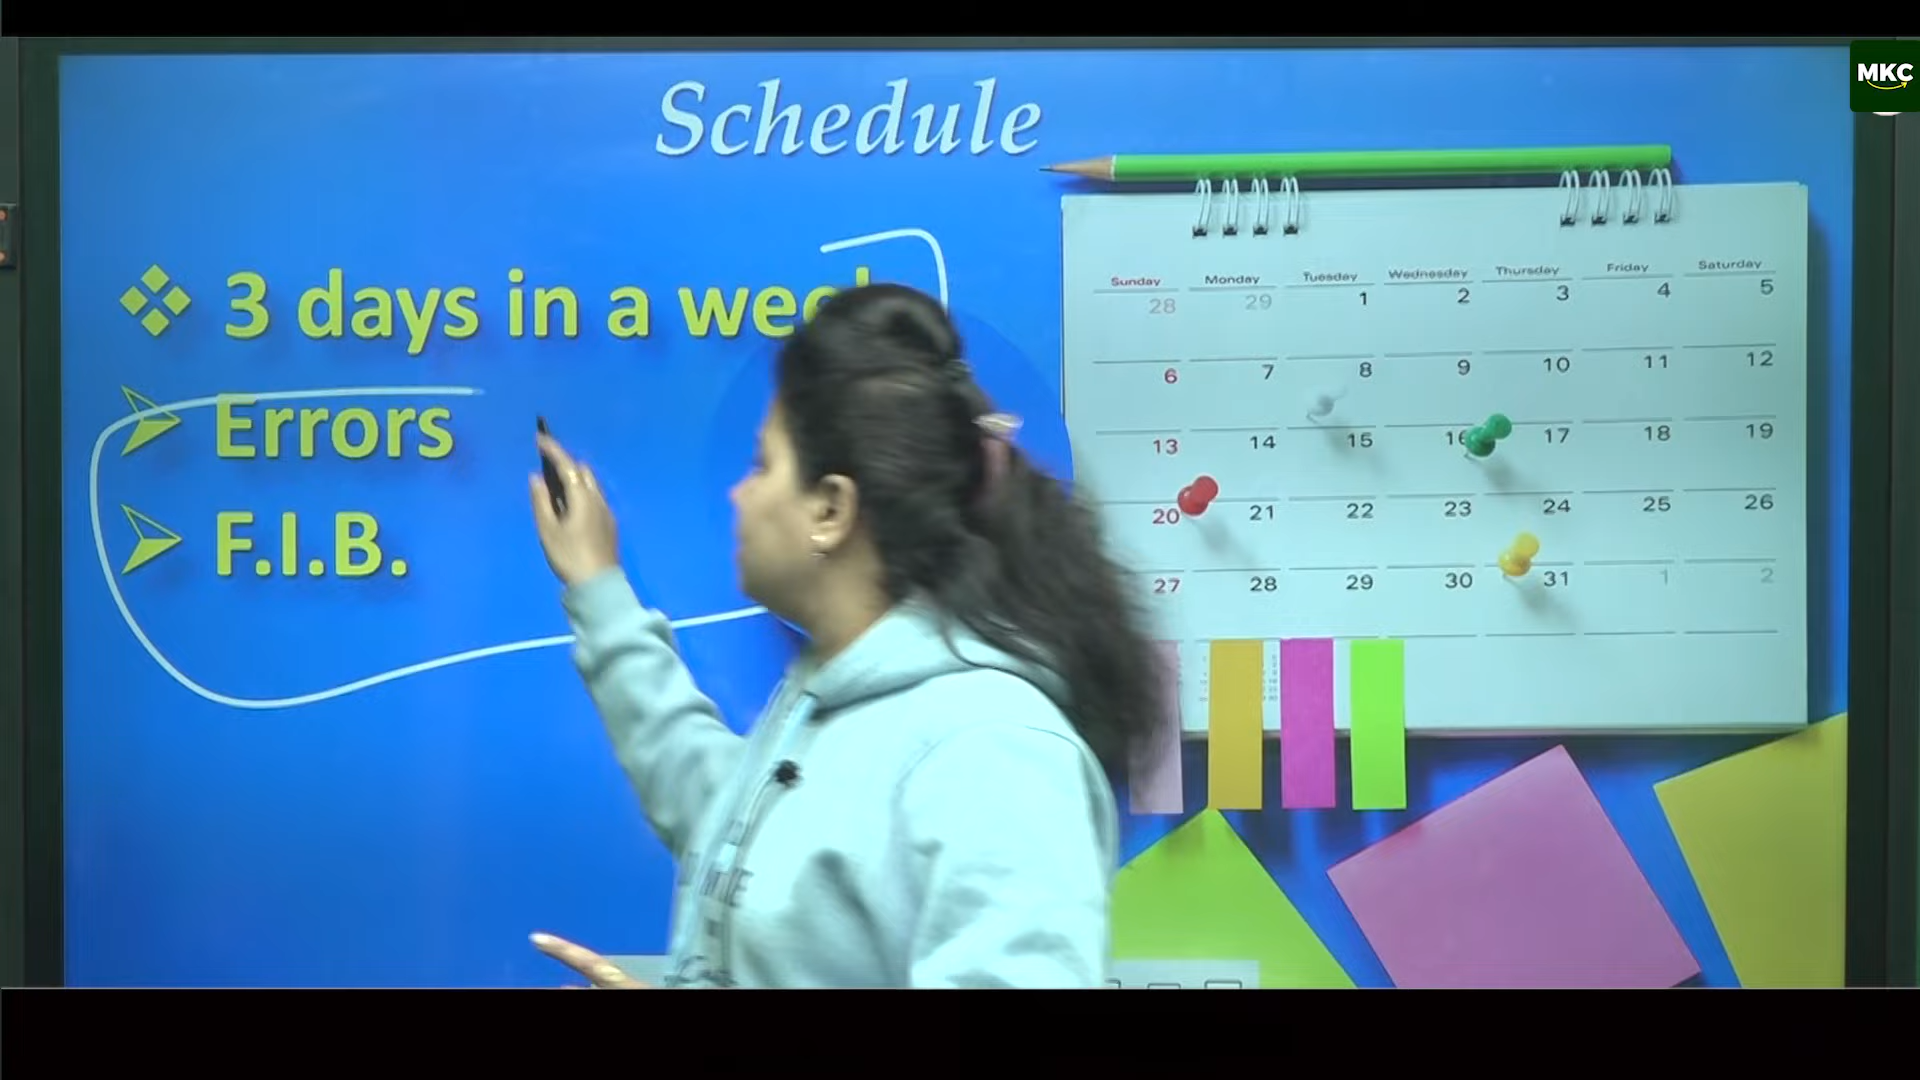 MKC
Schedule
3 days in a week
Errors
F.I.B.
Sunday Monday Tuesday Wednesday Thursday Friday Saturday
28 29 1 2 3 4 5
6 7 8 9 10 11 12
13 14 15 16 17 18 19
20 21 22 23 24 25 26
27 28 29 30 31 1 2